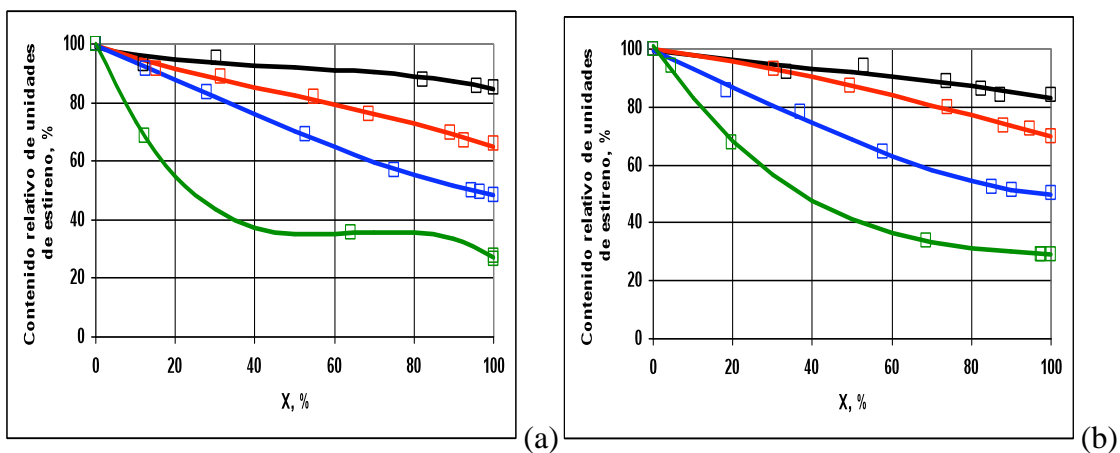 Contenido relativo de unidades
de estireno, %
100
80
60
40
20
0
0 20 40 60 80 100
X, %
(a)
Contenido relativo de unidades
de estireno, %
100
80
60
40
20
0
0 20 40 60 80 100
X, %
(b)